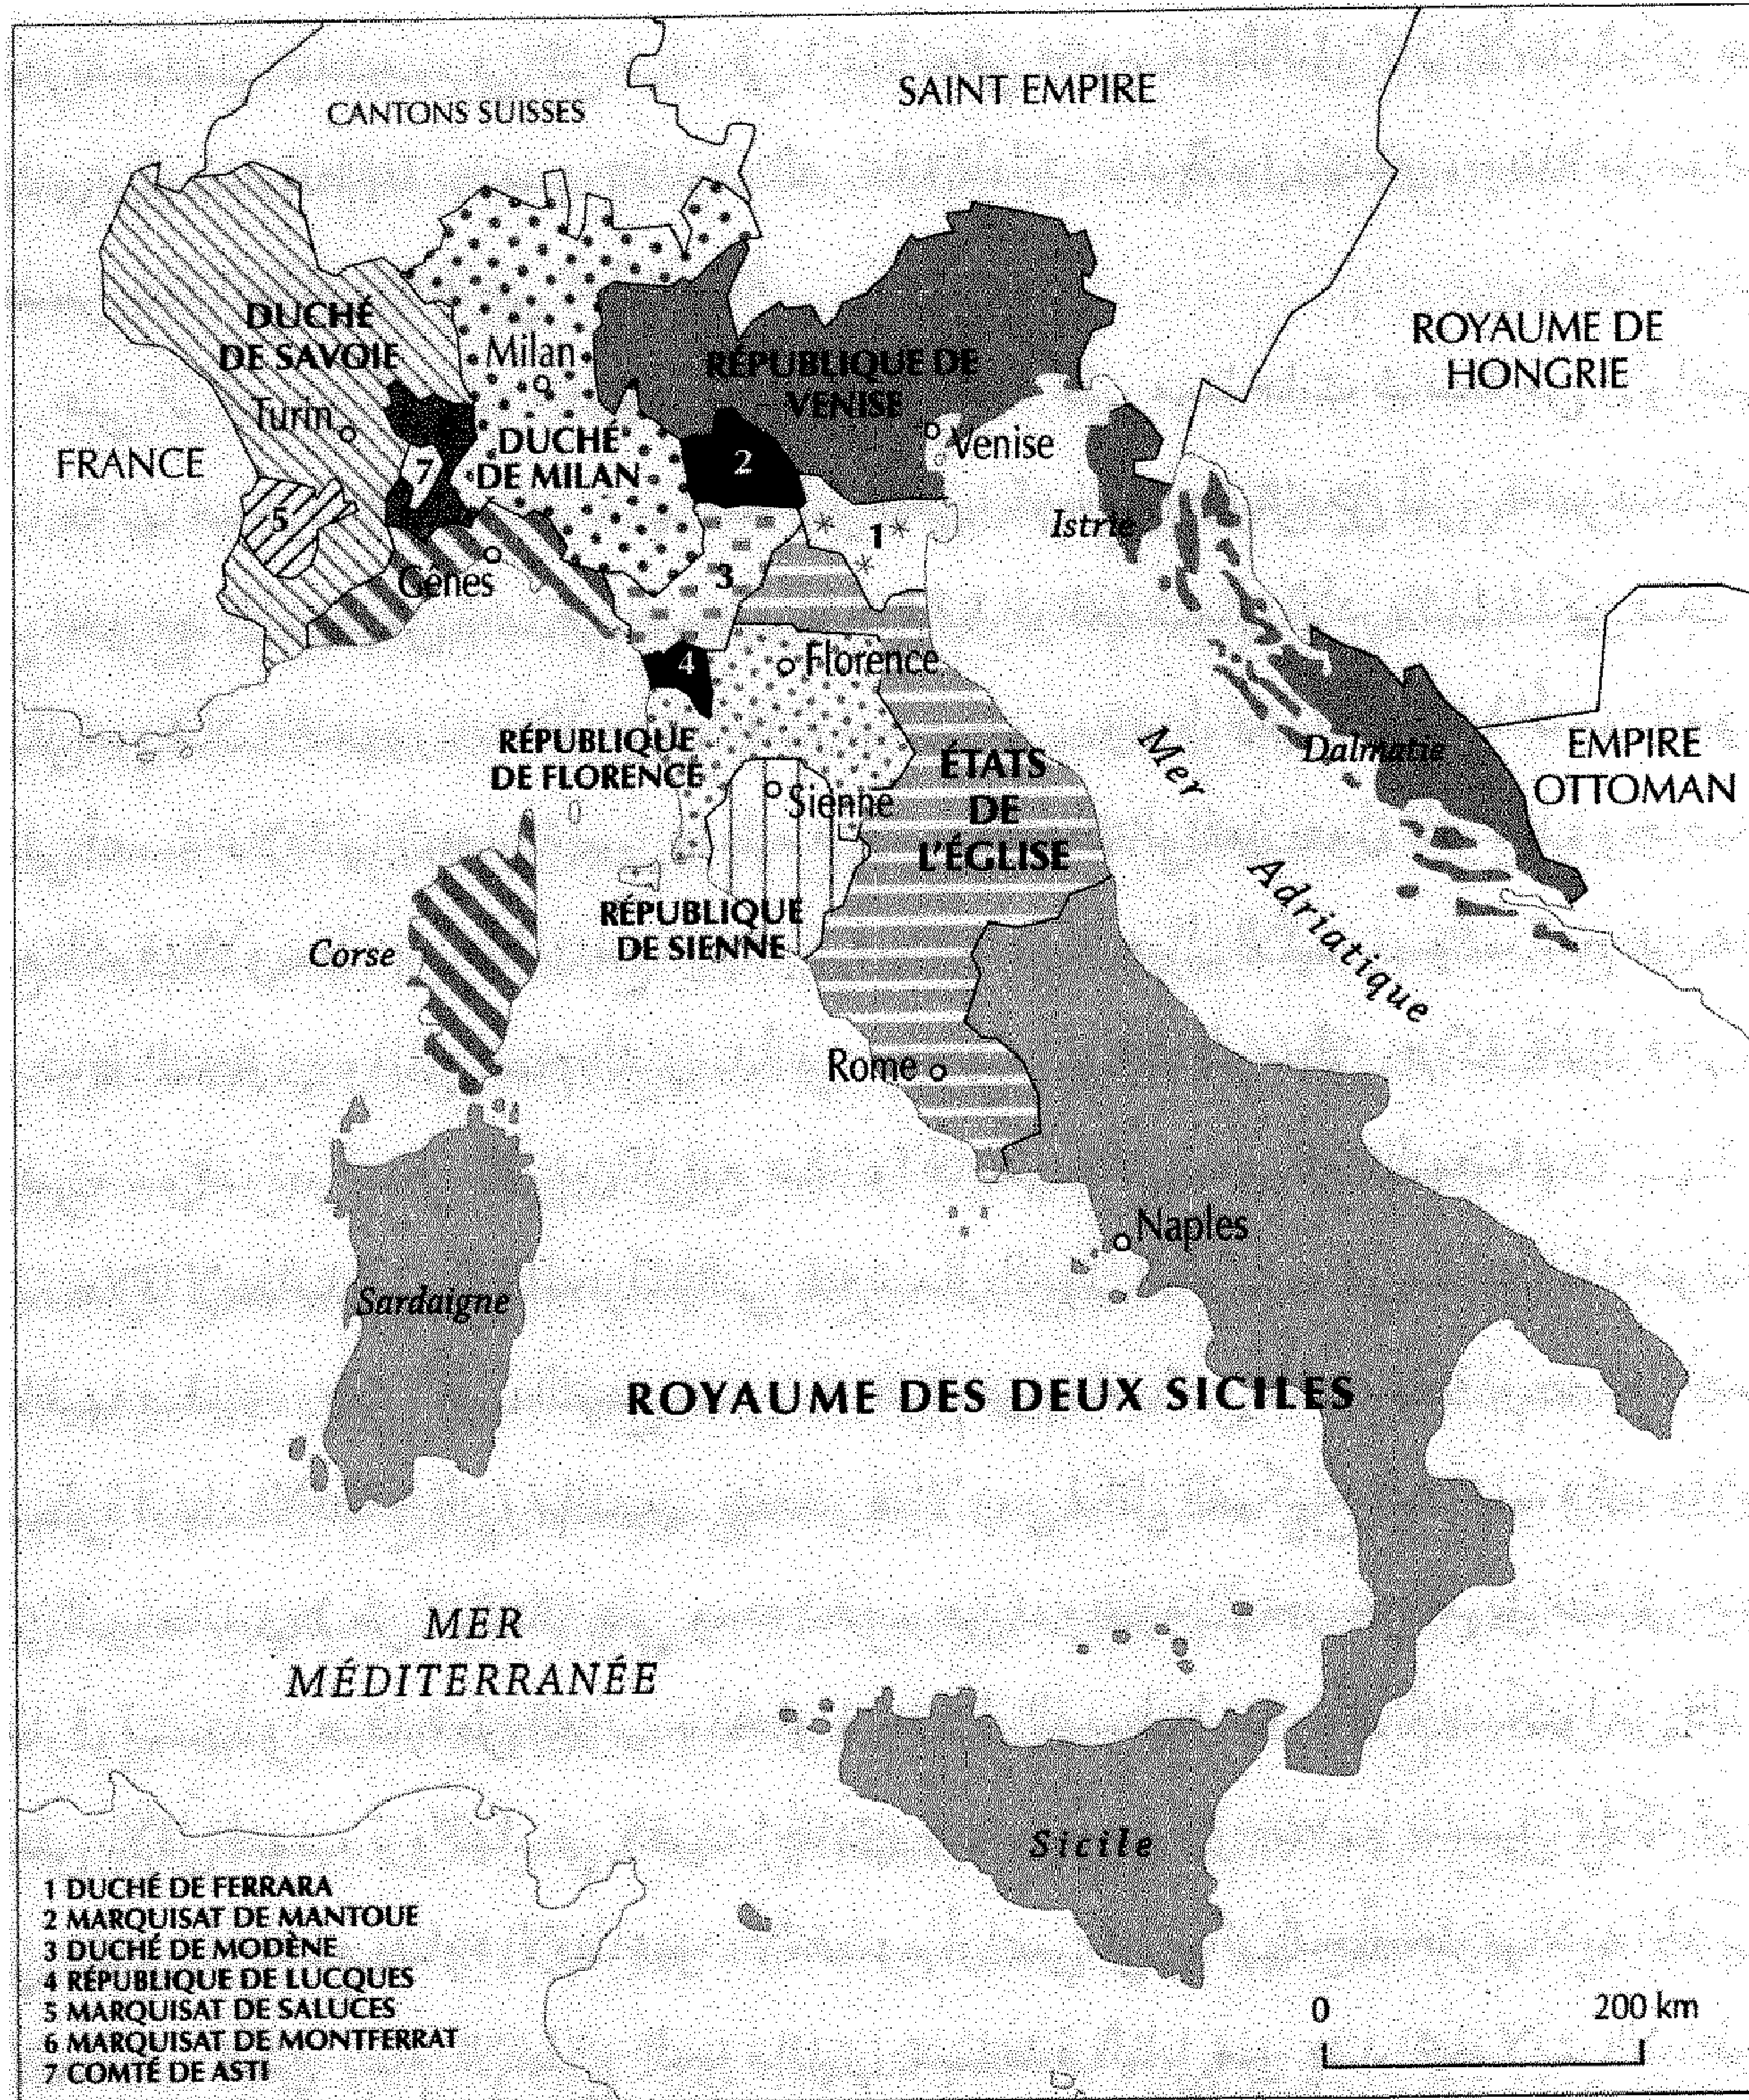 SAINT EMPIRE
CANTONS SUISSES
DUCHÉ
DE SAVOIE
Milan
RÉPUBLIQUE DE
VENISE
ROYAUME DE
HONGRIE
Turin
FRANCE
DUCHÉ
DE MILAN
Venise
7
2
5
Istrie
1
3
Gênes
4
Florence
RÉPUBLIQUE
DE FLORENCE
ÉTATS
DE
L'ÉGLISE
Sienne
Mer
Adriatique
Dalmatie
EMPIRE
OTTOMAN
RÉPUBLIQUE
DE SIENNE
Corse
Rome
Naples
Sardaigne
ROYAUME DES DEUX SICILES
MER
MÉDITERRANÉE
Sicile
1 DUCHÉ DE FERRARA
2 MARQUISAT DE MANTOUE
3 DUCHÉ DE MODÈNE
4 RÉPUBLIQUE DE LUCQUES
5 MARQUISAT DE SALUCES
6 MARQUISAT DE MONTFERRAT
7 COMTÉ DE ASTI
0 200 km